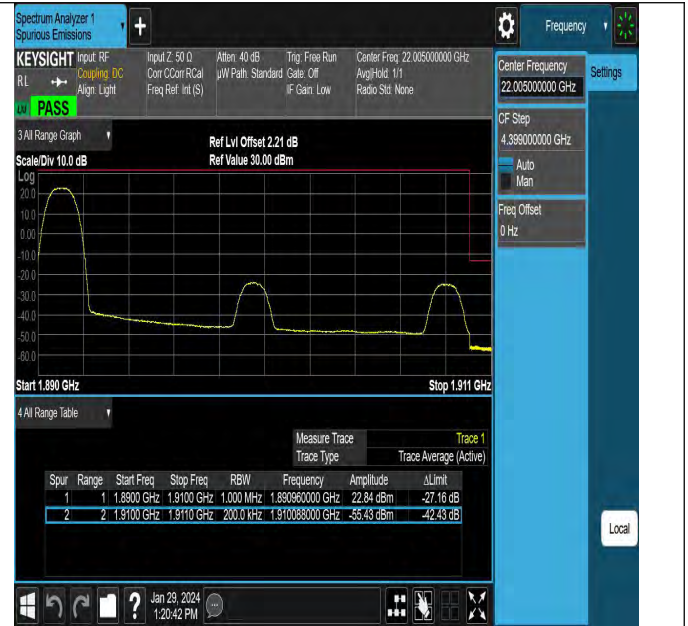 Spectrum Analyzer 1
Spurious Emissions
+
Frequency
KEYSIGHT Input: RF Input Z: 50 Ω Atten: 40 dB Trig: Free Run Center Freq: 22.005000000 GHz
RL Coupling: DC Corr CCorr RCal µW Path: Standard Gate: Off Avg|Hold: 1/1
Align: Light Freq Ref: Int (S) IF Gain: Low Radio Std: None
LU PASS
Center Frequency
22.005000000 GHz
Settings
CF Step
4.399000000 GHz
Auto
Man
Freq Offset
0 Hz
3 All Range Graph
Ref Lvl Offset 2.21 dB
Scale/Div 10.0 dB Ref Value 30.00 dBm
Log
20.0
10.0
0.00
-10.0
-20.0
-30.0
-40.0
-50.0
-60.0
Start 1.890 GHz Stop 1.911 GHz
4 All Range Table
Measure Trace Trace 1
Trace Type Trace Average (Active)
Spur Range Start Freq Stop Freq RBW Frequency Amplitude ΔLimit
1 1 1.8900 GHz 1.9100 GHz 1.000 MHz 1.890960000 GHz 22.84 dBm -27.16 dB
2 2 1.9100 GHz 1.9110 GHz 200.0 kHz 1.910088000 GHz -55.43 dBm -42.43 dB
Local
? Jan 29, 2024
1:20:42 PM